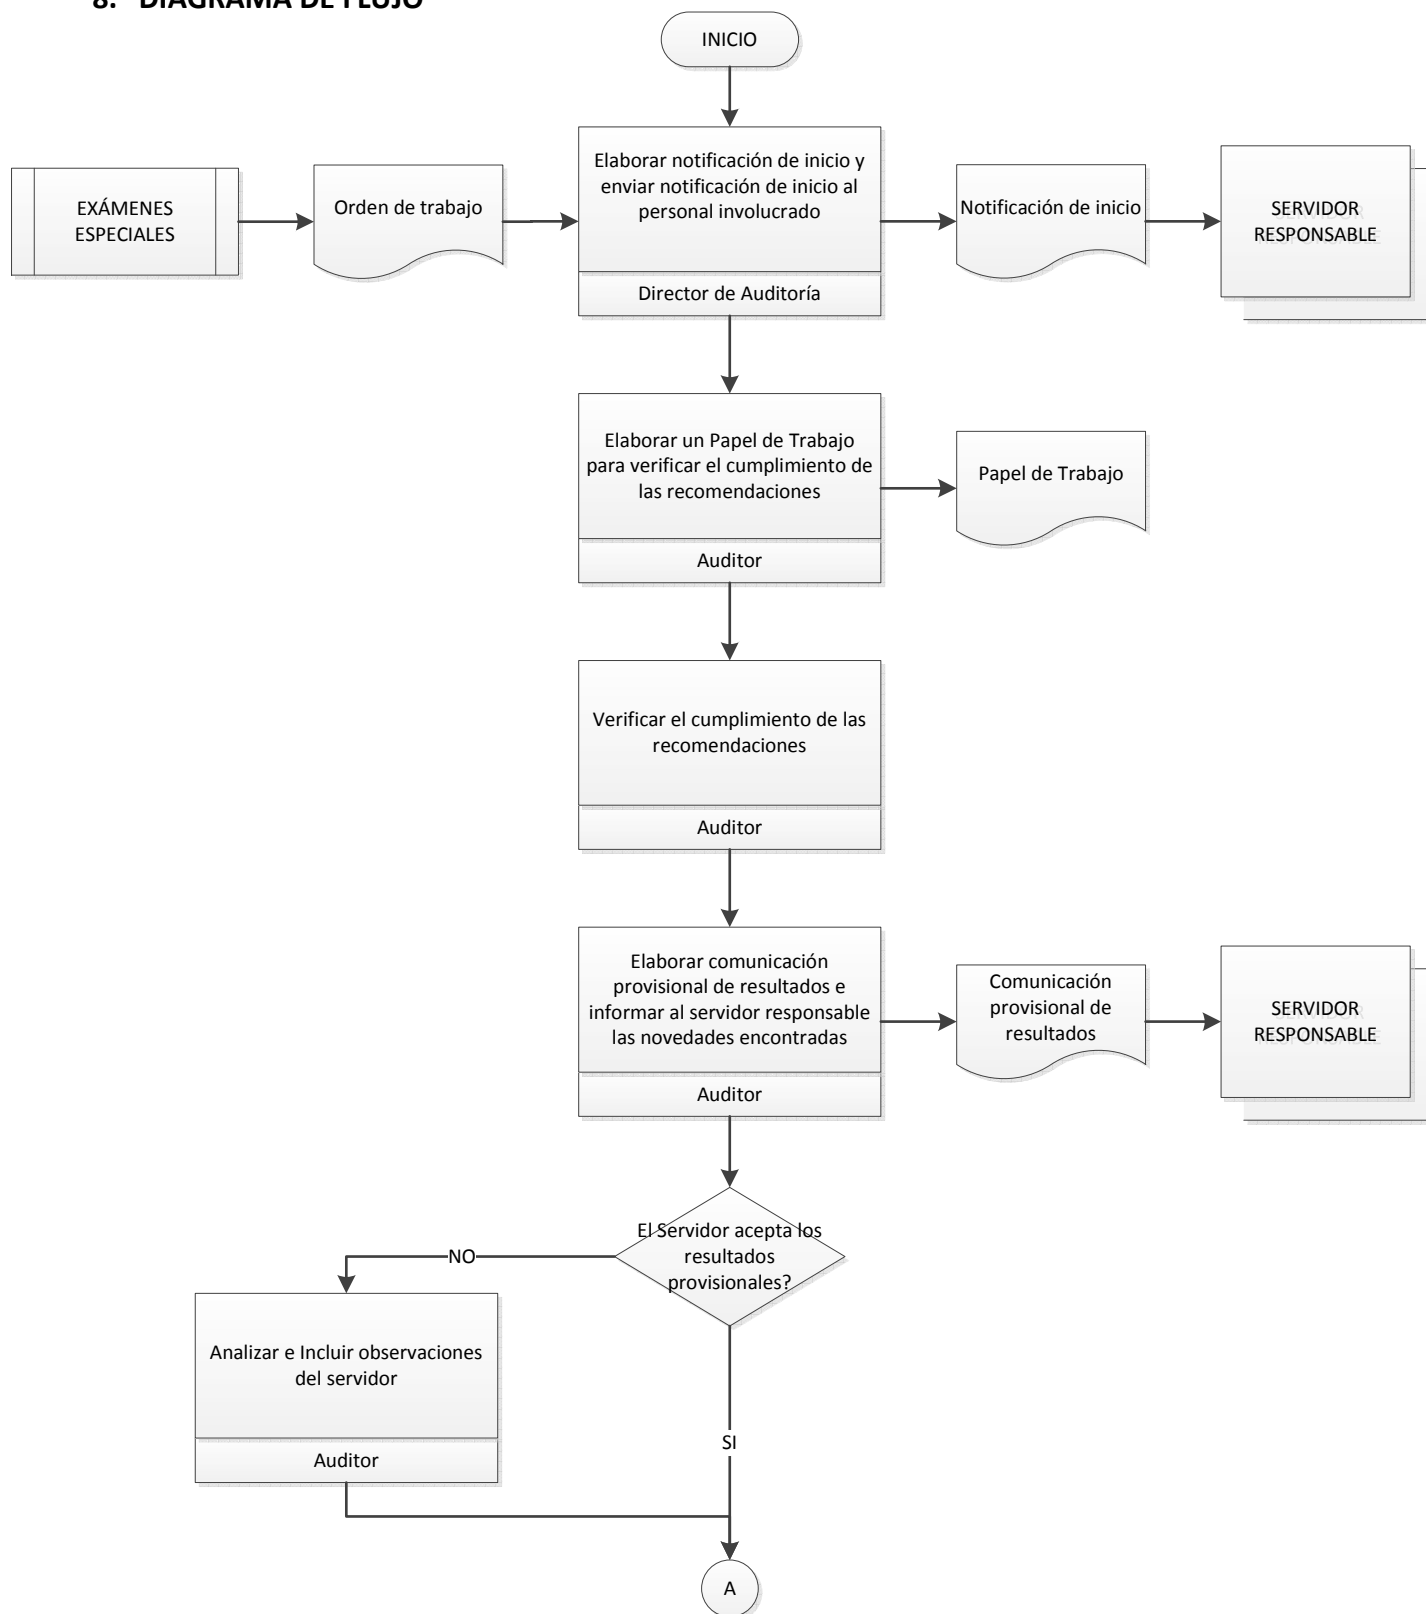 8. DIAGRAMA DE FLUJO
INICIO
EXÁMENES
ESPECIALES
Orden de trabajo
Elaborar notificación de inicio y
enviar notificación de inicio al
personal involucrado
Director de Auditoría
Notificación de inicio
SERVIDOR
RESPONSABLE
Elaborar un Papel de Trabajo
para verificar el cumplimiento de
las recomendaciones
Auditor
Papel de Trabajo
Verificar el cumplimiento de las
recomendaciones
Auditor
Elaborar comunicación
provisional de resultados e
informar al servidor responsable
las novedades encontradas
Auditor
Comunicación
provisional de
resultados
SERVIDOR
RESPONSABLE
El Servidor acepta los
resultados
provisionales?
NO
Analizar e Incluir observaciones
del servidor
Auditor
SI
A